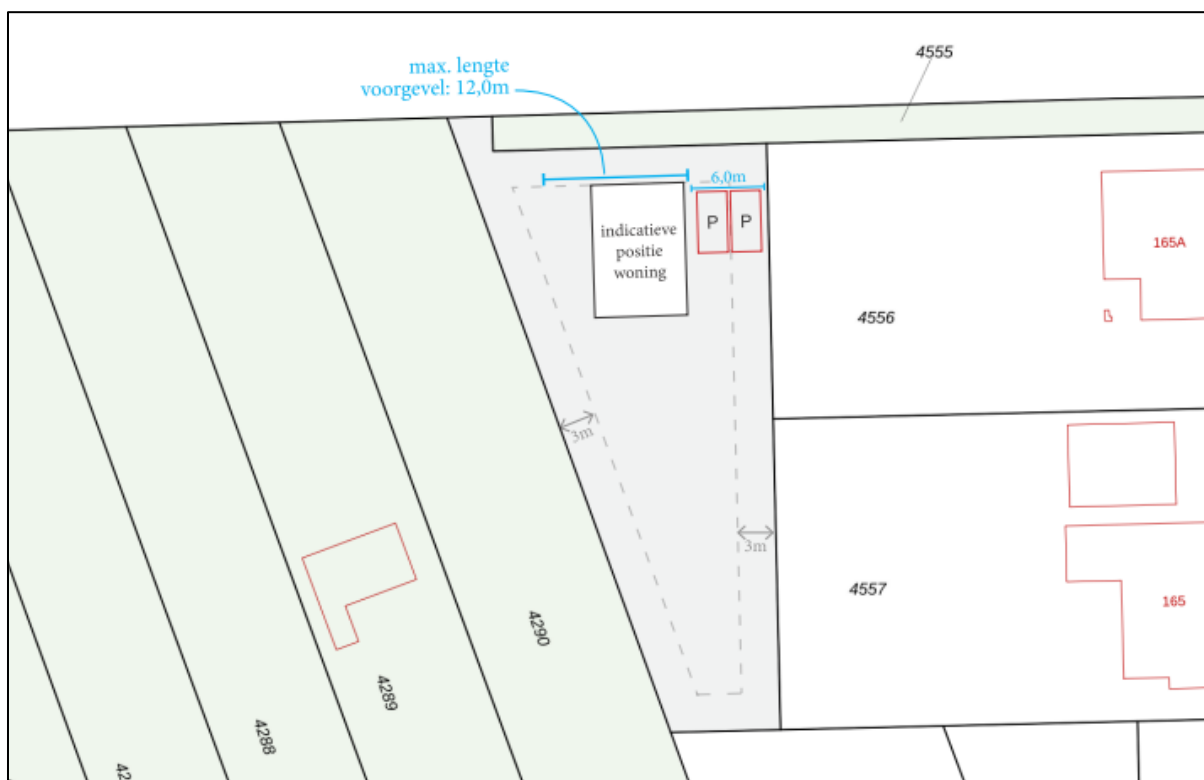 4555
max. lengte
voorgevel: 12,0m
6,0m
P
P
indicatieve
positie
woning
165A
4556
3m
3m
4557
165
4290
4289
4288
42